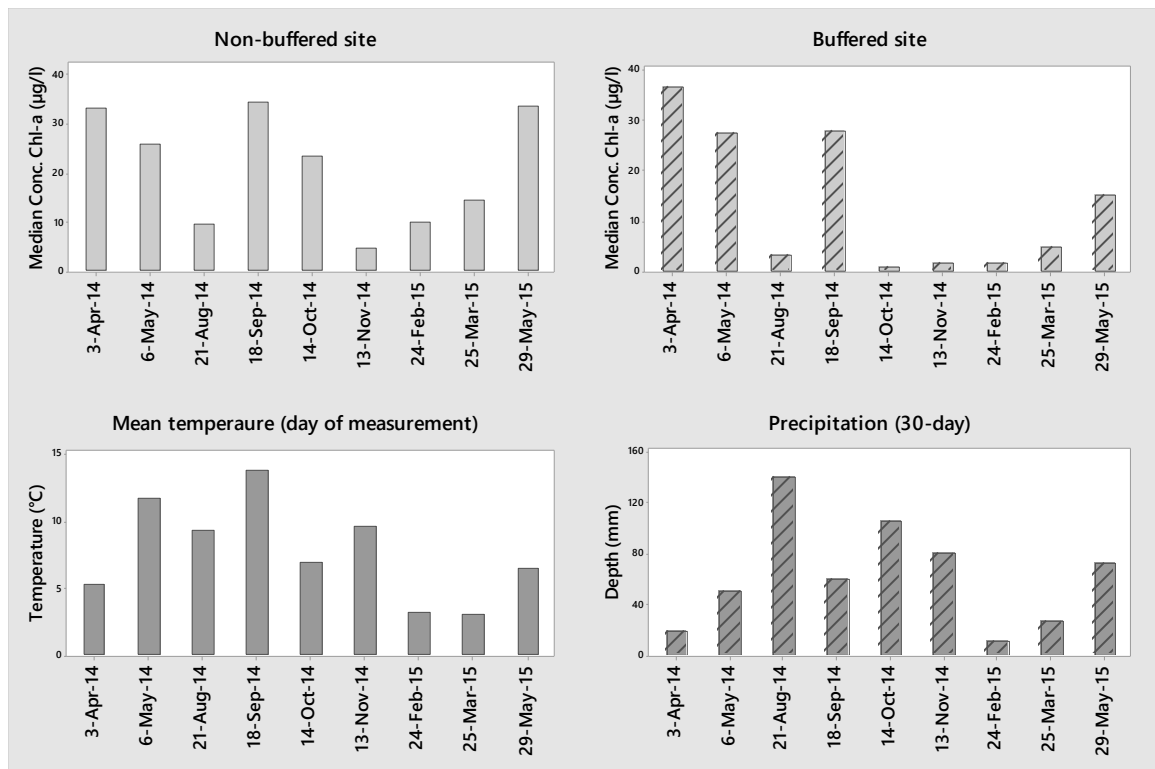 Non-buffered site
Median Conc. Chl-a (µg/l)
40
30
20
10
0
3-Apr-14
6-May-14
21-Aug-14
18-Sep-14
14-Oct-14
13-Nov-14
24-Feb-15
25-Mar-15
29-May-15
Buffered site
Median Conc. Chl-a (µg/l)
40
30
20
10
0
3-Apr-14
6-May-14
21-Aug-14
18-Sep-14
14-Oct-14
13-Nov-14
24-Feb-15
25-Mar-15
29-May-15
Mean temperaure (day of measurement)
Temperature (°C)
15
10
5
0
3-Apr-14
6-May-14
21-Aug-14
18-Sep-14
14-Oct-14
13-Nov-14
24-Feb-15
25-Mar-15
29-May-15
Precipitation (30-day)
Depth (mm)
160
120
80
40
0
3-Apr-14
6-May-14
21-Aug-14
18-Sep-14
14-Oct-14
13-Nov-14
24-Feb-15
25-Mar-15
29-May-15